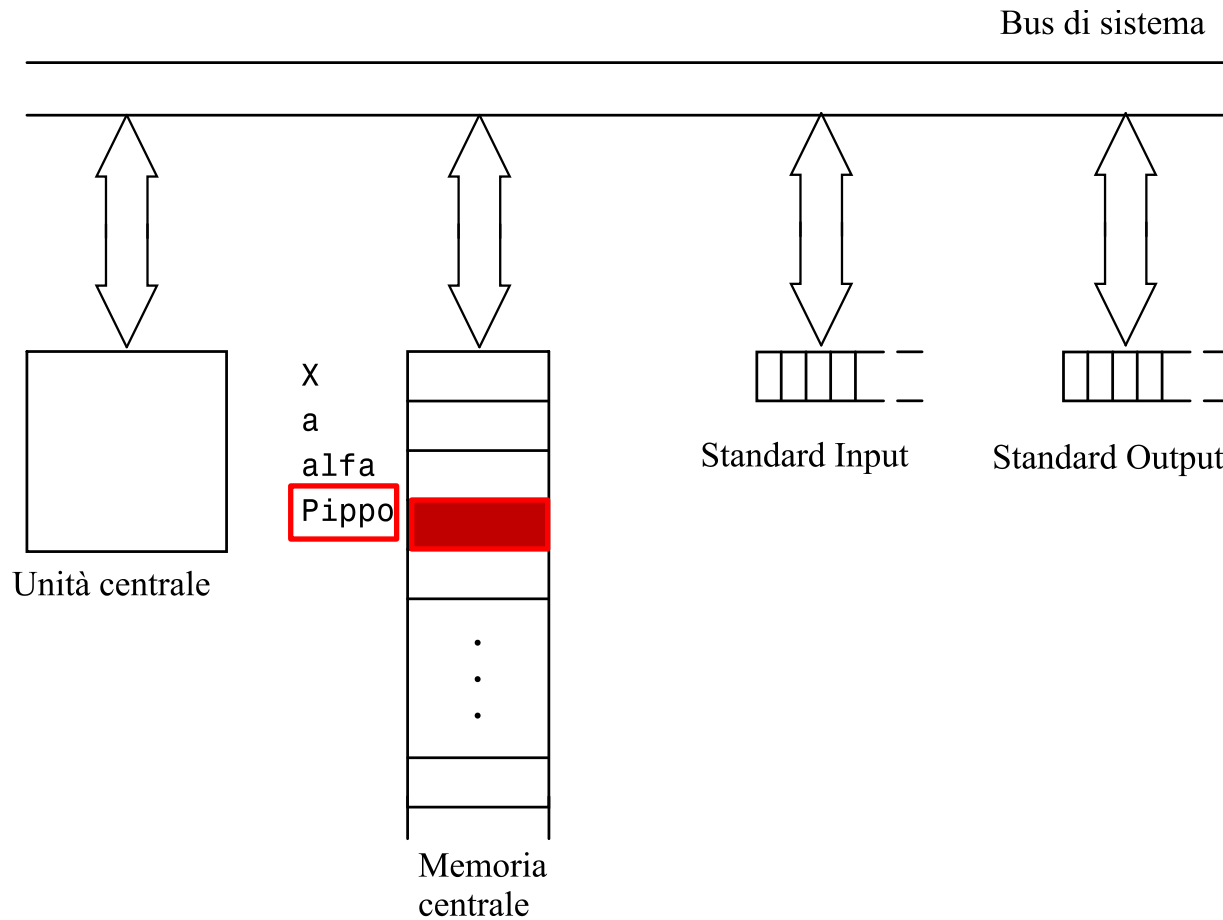 Bus di sistema
X
a
alfa
Pippo
Standard Input
Standard Output
Unità centrale
Memoria
centrale